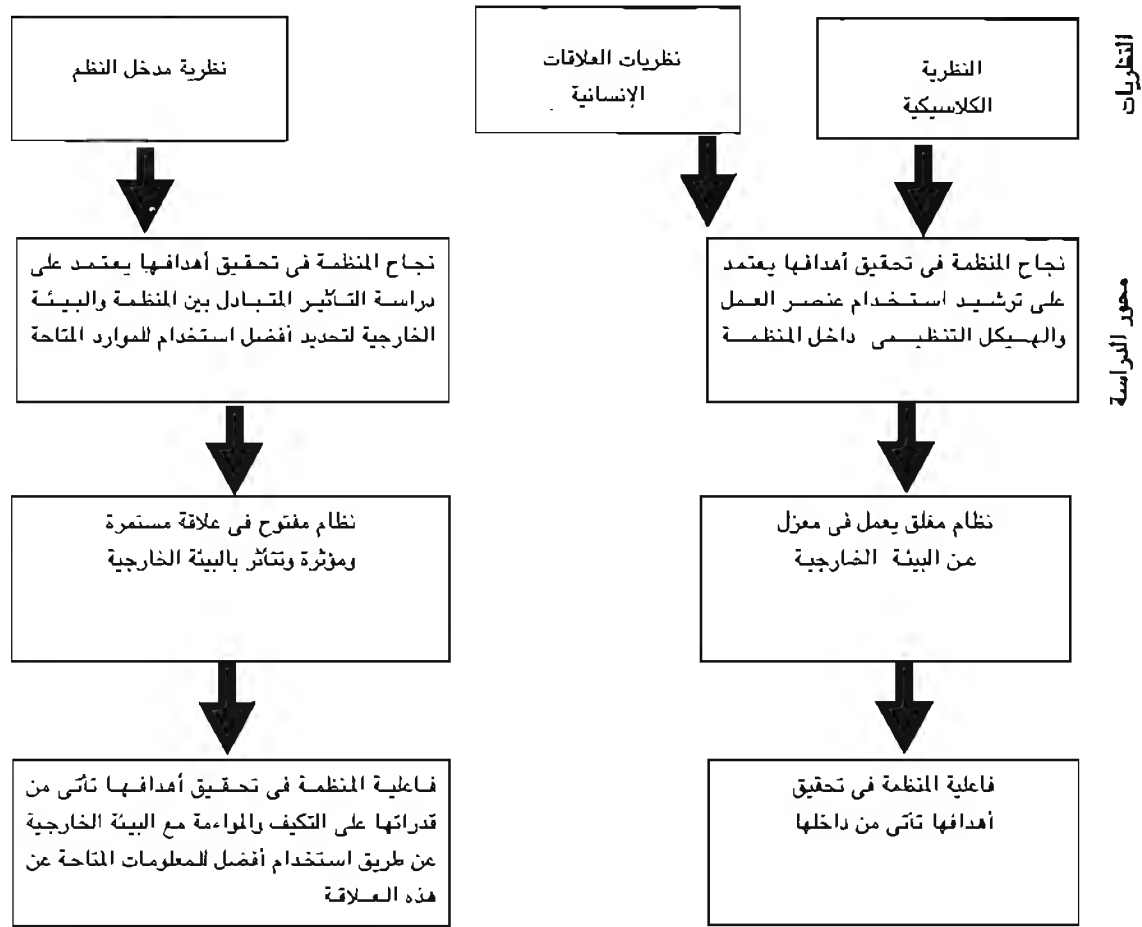 النظريات
النظرية
الكلاسيكية
نظريات العلاقات
الإنسانية
نظرية مدخل النظم
محور الدراسة
نجاح المنظمة فى تحقيق أهدافها يعتمد
على ترشيد استخدام عنصر العمل
والهيكل التنظيمى داخل المنظمة
نجاح المنظمة فى تحقيق أهدافها يعتمد على
دراسة التأثير المتبادل بين المنظمة والبيئة
الخارجية لتحديد أفضل استخدام للموارد المتاحة
نظام مغلق يعمل فى معزل
عن البيئة الخارجية
نظام مفتوح فى علاقة مستمرة
ومؤثرة وتتأثر بالبيئة الخارجية
فاعلية المنظمة فى تحقيق
أهدافها تأتى من داخلها
فاعلية المنظمة فى تحقيق أهدافها تأتى من
قدراتها على التكيف والمواءمة مع البيئة الخارجية
عن طريق استخدام أفضل للمعلومات المتاحة عن
هذه العلاقة